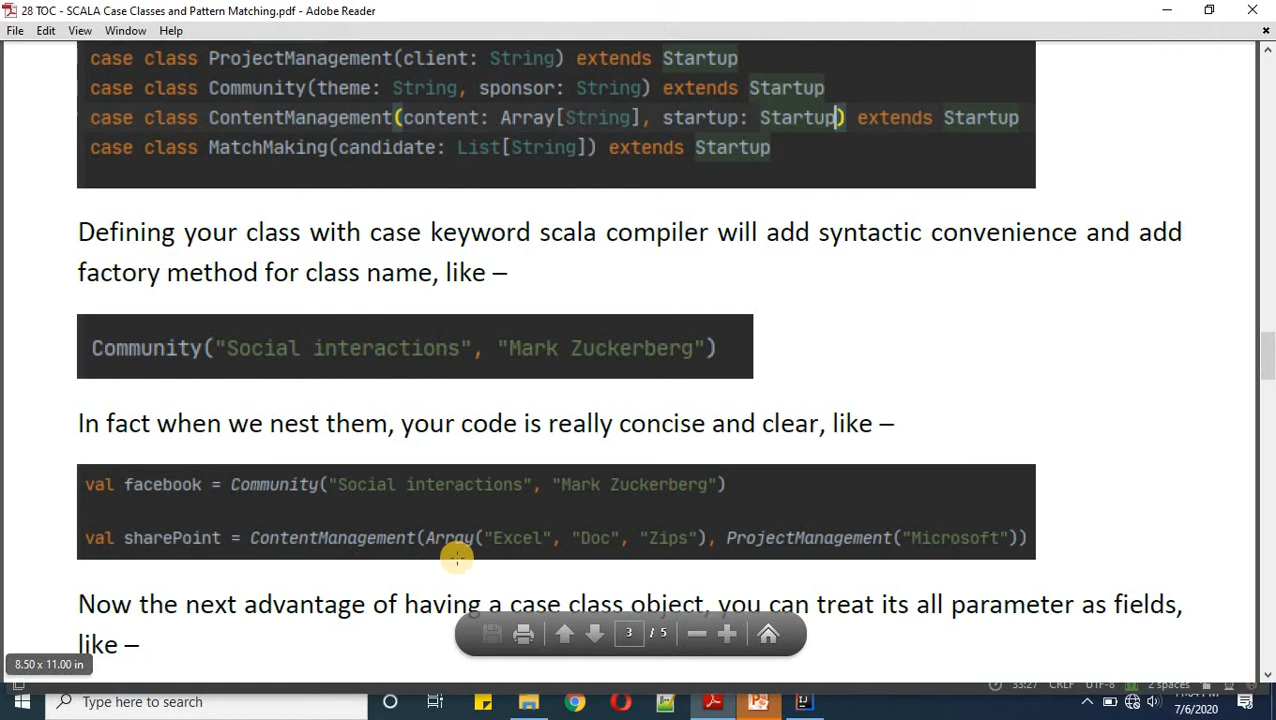 28 TOC - SCALA Case Classes and Pattern Matching.pdf - Adobe Reader
File Edit View Window Help
case class ProjectManagement(client: String) extends Startup
case class Community(theme: String, sponsor: String) extends Startup
case class ContentManagement(content: Array[String], startup: Startup) extends Startup
case class MatchMaking(candidate: List[String]) extends Startup
Defining your class with case keyword scala compiler will add syntactic convenience and add
factory method for class name, like –
Community("Social interactions", "Mark Zuckerberg")
In fact when we nest them, your code is really concise and clear, like –
val facebook = Community("Social interactions", "Mark Zuckerberg")
val sharePoint = ContentManagement(Array("Excel", "Doc", "Zips"), ProjectManagement("Microsoft"))
Now the next advantage of having a case class object, you can treat its all parameter as fields,
like –
3 / 5
8.50 x 11.00 in
33:27 CRLF UTF-8 2 spaces
Type here to search
7/6/2020